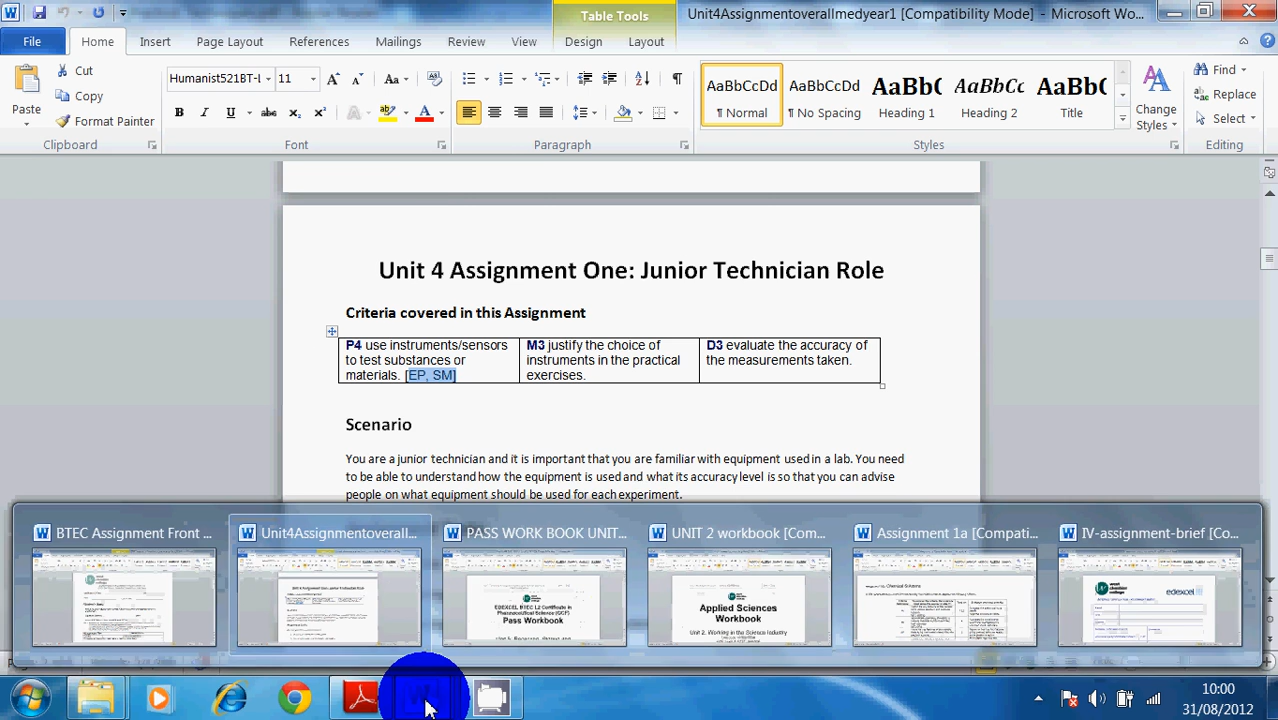 Table Tools
Unit4Assignmentoverallmedyear1 [Compatibility Mode] - Microsoft Wo...
File Home Insert Page Layout References Mailings Review View Design Layout
Cut
Copy
Format Painter
Paste
Humanist521BT-L 11
Aa
B I U abe X₂ X²
AaBbCcDd AaBbCcDd AaBbC AaBbCc AaBbC
¶ Normal ¶ No Spacing Heading 1 Heading 2 Title
Change
Styles
Find
Replace
Select
Clipboard Font Paragraph Styles Editing
Unit 4 Assignment One: Junior Technician Role
Criteria covered in this Assignment
P4 use instruments/sensors
to test substances or
materials. [EP, SM]
M3 justify the choice of
instruments in the practical
exercises.
D3 evaluate the accuracy of
the measurements taken.
Scenario
You are a junior technician and it is important that you are familiar with equipment used in a lab. You need
to be able to understand how the equipment is used and what its accuracy level is so that you can advise
people on what equipment should be used for each experiment.
BTEC Assignment Front ...
Unit4Assignmentoverall...
PASS WORK BOOK UNIT...
UNIT 2 workbook [Com...
Assignment 1a [Compati...
IV-assignment-brief [Co...
EDEXCEL BTEC L2 Certificate in
Pharmaceutical Science (QCF)
Pass Workbook
Applied Sciences
Workbook
Unit 2. Working in the Science Industry
Chemical Solutions
edexcel
10:00
31/08/2012